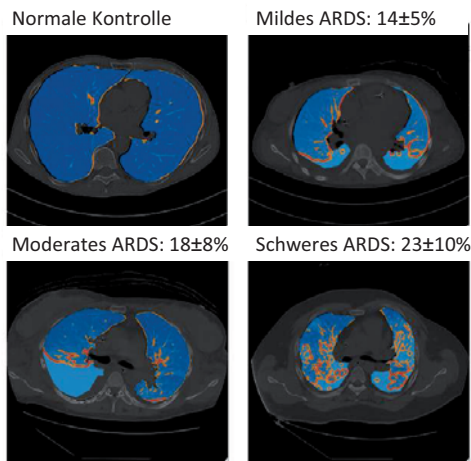 Normale Kontrolle
Mildes ARDS: 14±5%
Moderates ARDS: 18±8%
Schweres ARDS: 23±10%